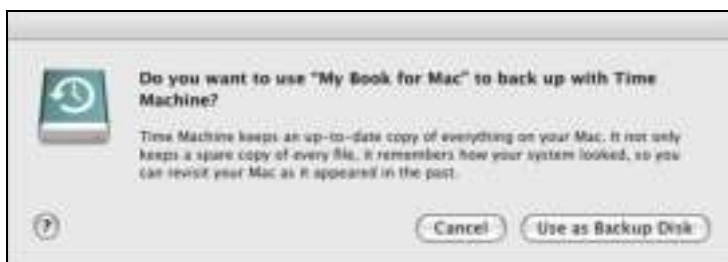 Do you want to use "My Book for Mac" to back up with Time
Machine?
Time Machine keeps an up-to-date copy of everything on your Mac. It not only
keeps a spare copy of every file, it remembers how your system looked, so you
can revisit your Mac as it appeared in the past.
?
Cancel
Use as Backup Disk